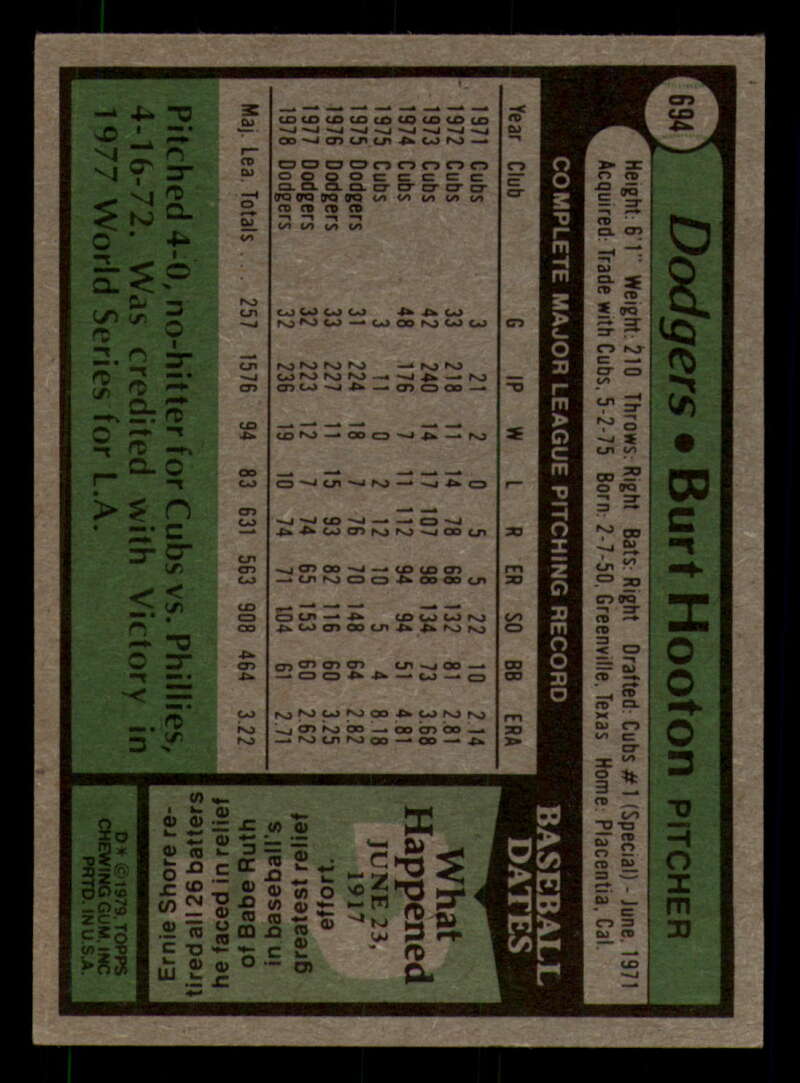 694
Dodgers • Burt Hooton PITCHER
Height: 6'1" Weight: 210 Throws: Right Bats: Right Drafted: Cubs #1 (Special) - June, 1971
Acquired: Trade with Cubs, 5-2-75 Born: 2-7-50, Greenville, Texas Home: Placentia, Cal.
COMPLETE MAJOR LEAGUE PITCHING RECORD
Year Club G IP W L R ER SO BB ERA
1971 Cubs 3 21 2 0 5 5 22 10 2.14
1972 Cubs 33 218 11 14 78 68 132 81 2.81
1973 Cubs 42 240 14 17 107 98 134 73 3.68
1974 Cubs 48 176 7 11 112 94 94 51 4.81
1975 Cubs 3 11 0 2 12 10 5 4 8.18
1975 Dodgers 31 224 18 7 76 70 148 64 2.82
1976 Dodgers 33 227 11 15 93 82 116 60 3.25
1977 Dodgers 32 223 12 7 74 65 153 60 2.62
1978 Dodgers 32 236 19 10 74 71 104 61 2.71
Maj. Lea. Totals . . . . 257 1576 94 83 631 563 908 464 3.22
Pitched 4-0, no-hitter for Cubs vs. Phillies,
4-16-72. Was credited with Victory in
1977 World Series for L.A.
BASEBALL
DATES
What
Happened
JUNE 23,
1917
Ernie Shore re-
tired all 26 batters
he faced in relief
of Babe Ruth
in baseball's
greatest relief
effort.
D* © 1979, TOPPS
CHEWING GUM, INC
PRTD. IN U.S.A.